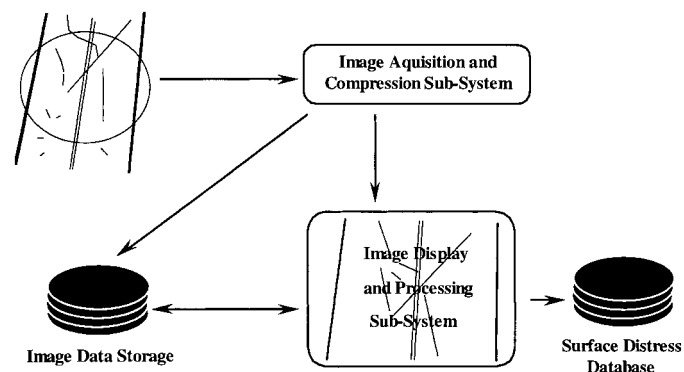 Image Aquisition and
Compression Sub-System
Image Display
and Processing
Sub-System
Image Data Storage
Surface Distress
Database